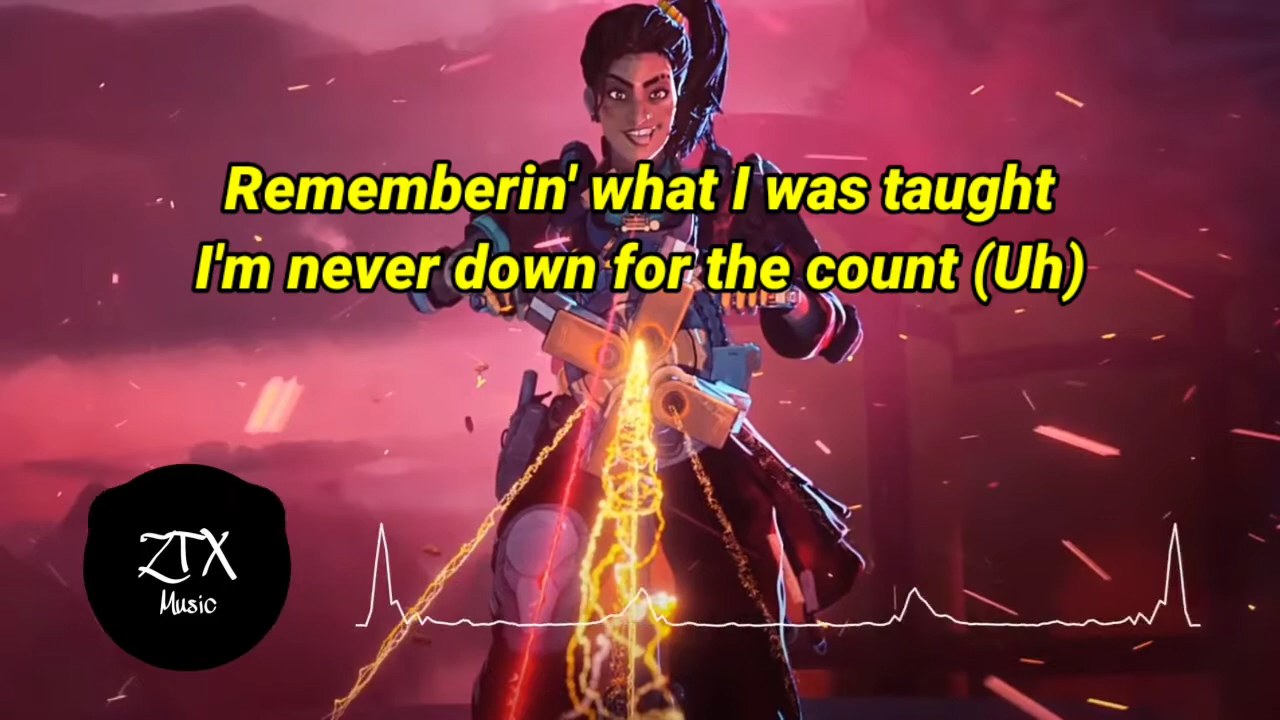 Rememberin' what I was taught
I'm never down for the count (Uh)
ZTX
Music